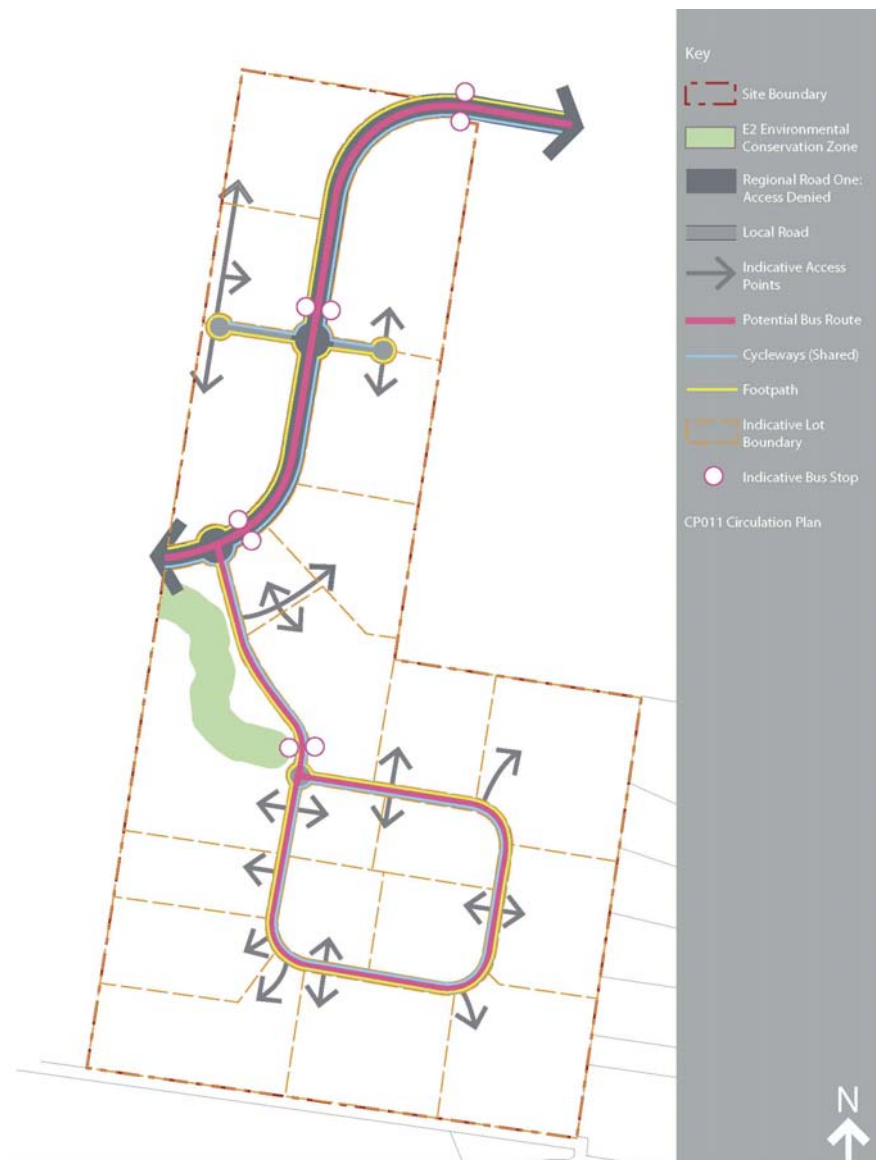 Key
Site Boundary
E2 Environmental
Conservation Zone
Regional Road One:
Access Denied
Local Road
Indicative Access
Points
Potential Bus Route
Cycleways (Shared)
Footpath
Indicative Lot
Boundary
Indicative Bus Stop
CP011 Circulation Plan
N